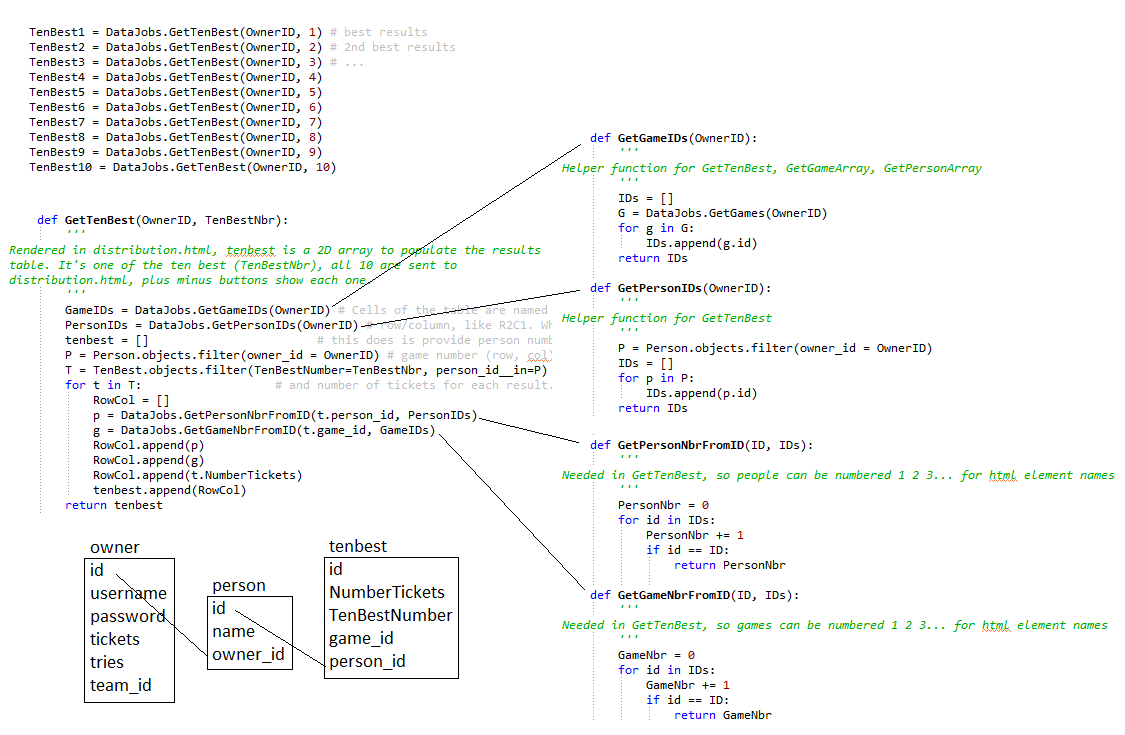 TenBest1 = DataJobs.GetTenBest(OwnerID, 1) # best results
TenBest2 = DataJobs.GetTenBest(OwnerID, 2) # 2nd best results
TenBest3 = DataJobs.GetTenBest(OwnerID, 3) # ...
TenBest4 = DataJobs.GetTenBest(OwnerID, 4)
TenBest5 = DataJobs.GetTenBest(OwnerID, 5)
TenBest6 = DataJobs.GetTenBest(OwnerID, 6)
TenBest7 = DataJobs.GetTenBest(OwnerID, 7)
TenBest8 = DataJobs.GetTenBest(OwnerID, 8)
TenBest9 = DataJobs.GetTenBest(OwnerID, 9)
TenBest10 = DataJobs.GetTenBest(OwnerID, 10)
def GetTenBest(OwnerID, TenBestNbr):
'''
Rendered in distribution.html, tenbest is a 2D array to populate the results
table. It's one of the ten best (TenBestNbr), all 10 are sent to
distribution.html, plus minus buttons show each one.
'''
GameIDs = DataJobs.GetGameIDs(OwnerID) # Cells of the table are named
PersonIDs = DataJobs.GetPersonIDs(OwnerID) # row/column, like R2C1. Wh
tenbest = [] # this does is provide person numb
P = Person.objects.filter(owner_id = OwnerID) # game number (row, col)
T = TenBest.objects.filter(TenBestNumber=TenBestNbr, person_id__in=P)
for t in T: # and number of tickets for each result.
RowCol = []
p = DataJobs.GetPersonNbrFromID(t.person_id, PersonIDs)
g = DataJobs.GetGameNbrFromID(t.game_id, GameIDs)
RowCol.append(p)
RowCol.append(g)
RowCol.append(t.NumberTickets)
tenbest.append(RowCol)
return tenbest
def GetGameIDs(OwnerID):
'''
Helper function for GetTenBest, GetGameArray, GetPersonArray
'''
IDs = []
G = DataJobs.GetGames(OwnerID)
for g in G:
IDs.append(g.id)
return IDs
def GetPersonIDs(OwnerID):
'''
Helper function for GetTenBest
'''
P = Person.objects.filter(owner_id = OwnerID)
IDs = []
for p in P:
IDs.append(p.id)
return IDs
def GetPersonNbrFromID(ID, IDs):
'''
Needed in GetTenBest, so people can be numbered 1 2 3... for html element names
'''
PersonNbr = 0
for id in IDs:
PersonNbr += 1
if id == ID:
return PersonNbr
def GetGameNbrFromID(ID, IDs):
'''
Needed in GetTenBest, so games can be numbered 1 2 3... for html element names
'''
GameNbr = 0
for id in IDs:
GameNbr += 1
if id == ID:
return GameNbr
owner
id
username
password
tickets
tries
team_id
person
id
name
owner_id
tenbest
id
NumberTickets
TenBestNumber
game_id
person_id